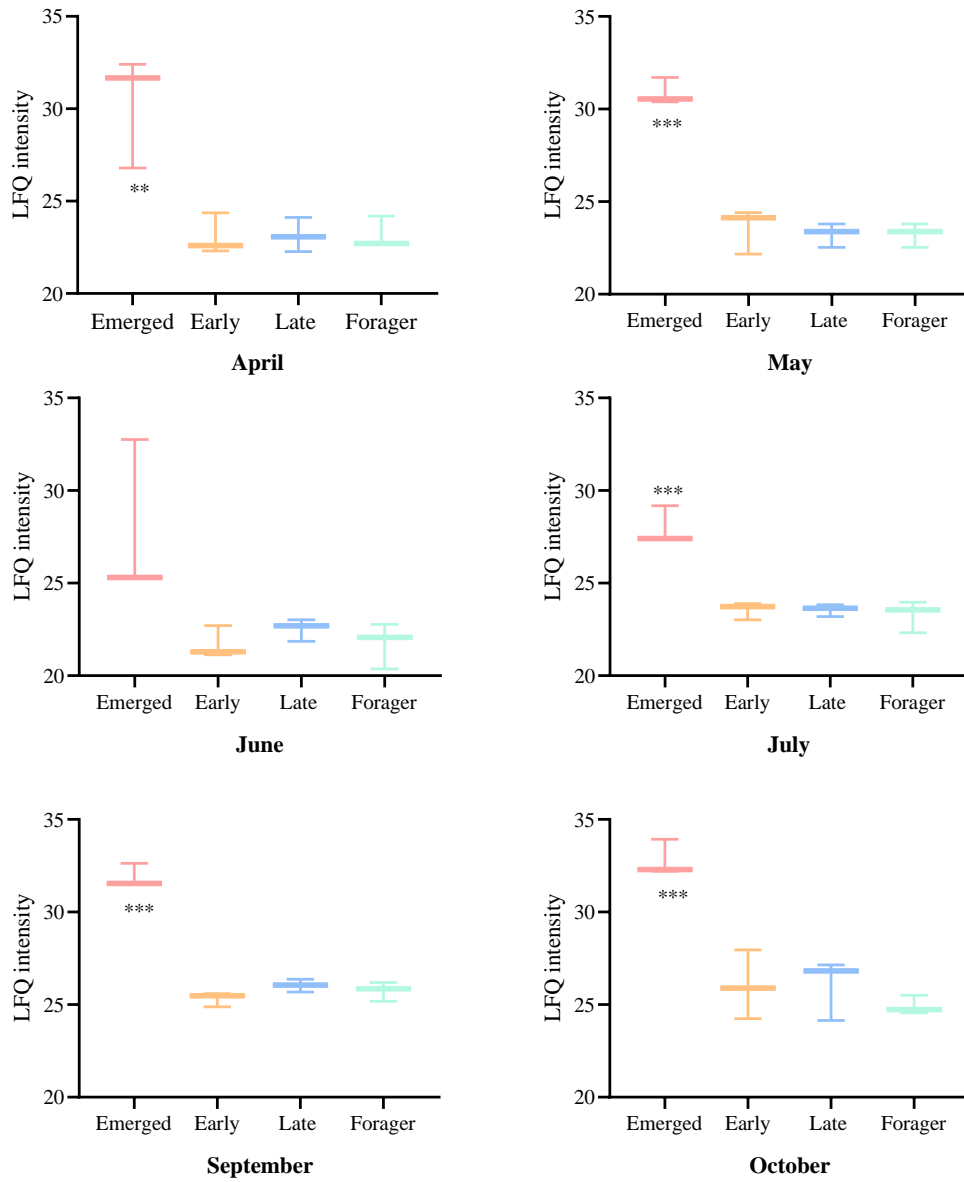 35
30
25
20
LFQ intensity
**
Emerged Early Late Forager
April
35
30
25
20
LFQ intensity
***
Emerged Early Late Forager
May
35
30
25
20
LFQ intensity
Emerged Early Late Forager
June
35
30
25
20
LFQ intensity
***
Emerged Early Late Forager
July
35
30
25
20
LFQ intensity
***
Emerged Early Late Forager
September
35
30
25
20
LFQ intensity
***
Emerged Early Late Forager
October